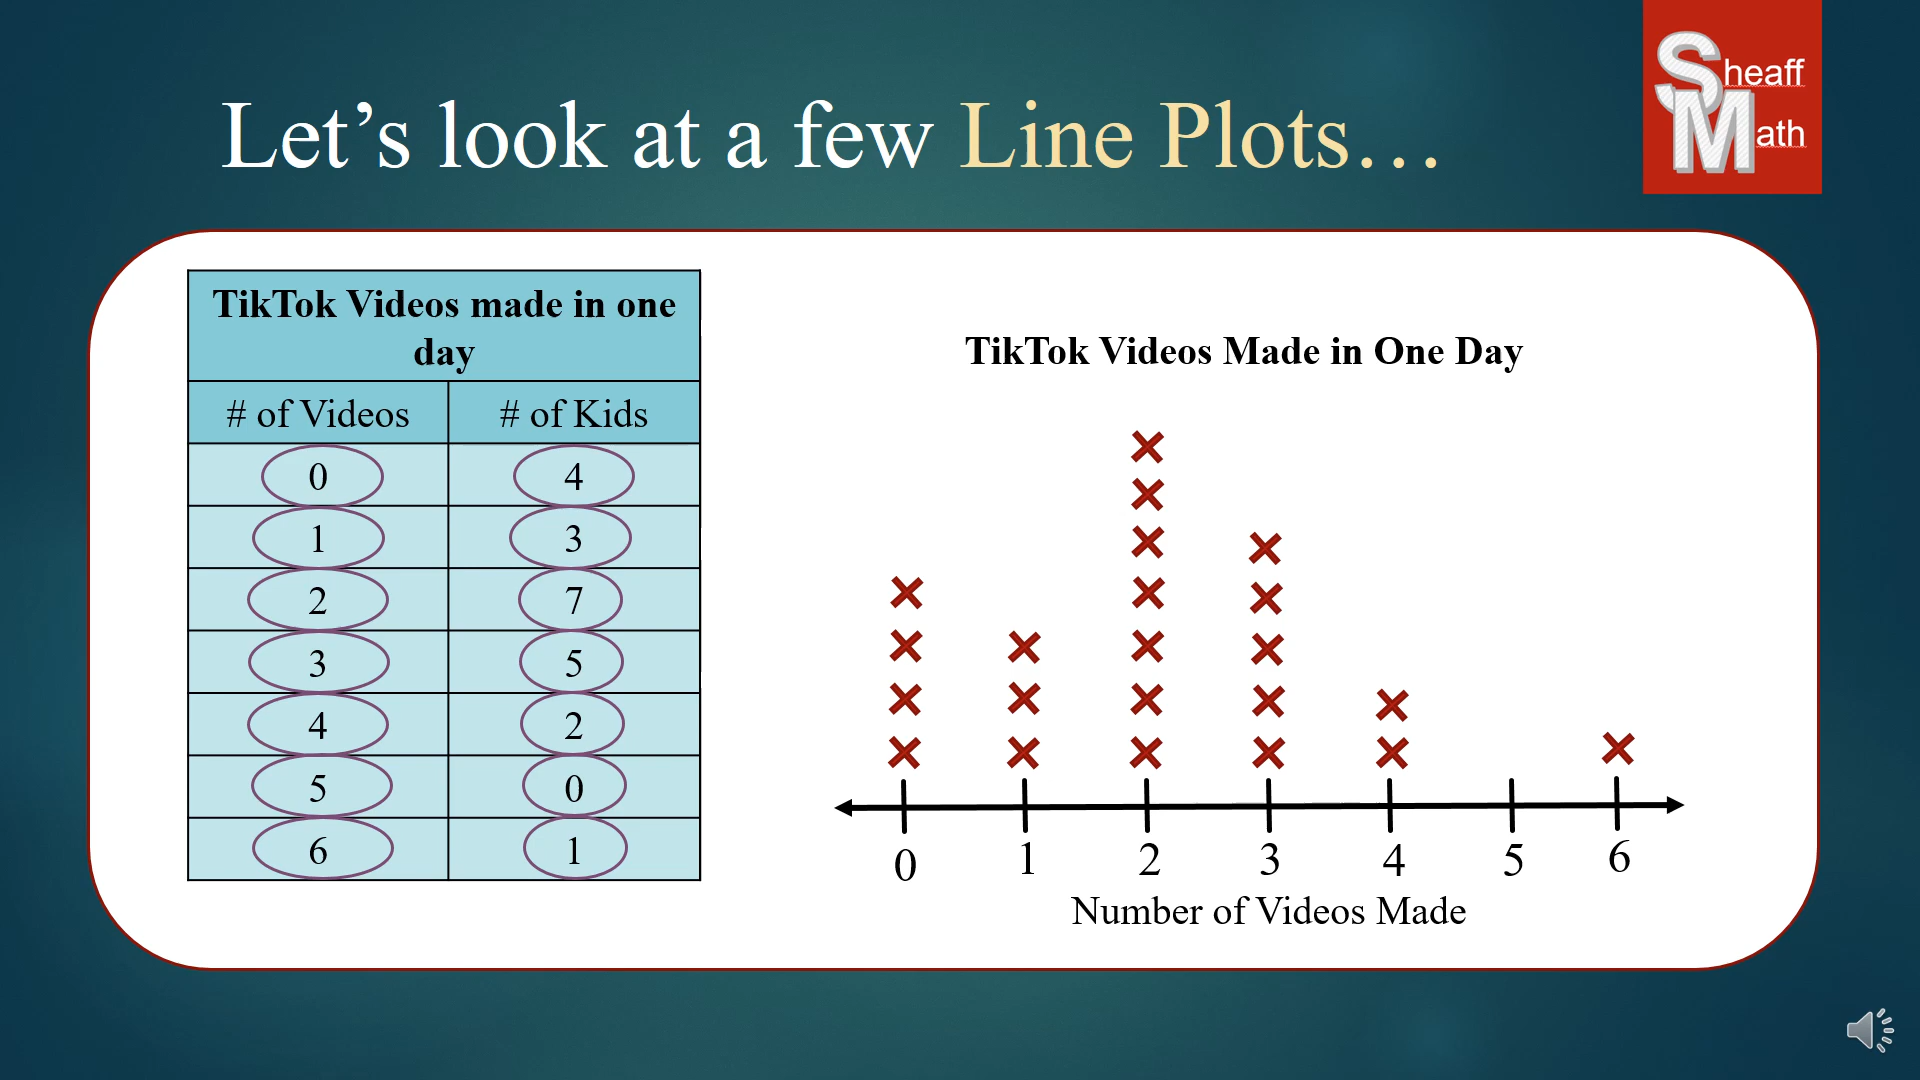 Let’s look at a few Line Plots…
Sheaff
Math
TikTok Videos made in one
day
# of Videos # of Kids
0 4
1 3
2 7
3 5
4 2
5 0
6 1
TikTok Videos Made in One Day
0 1 2 3 4 5 6
Number of Videos Made